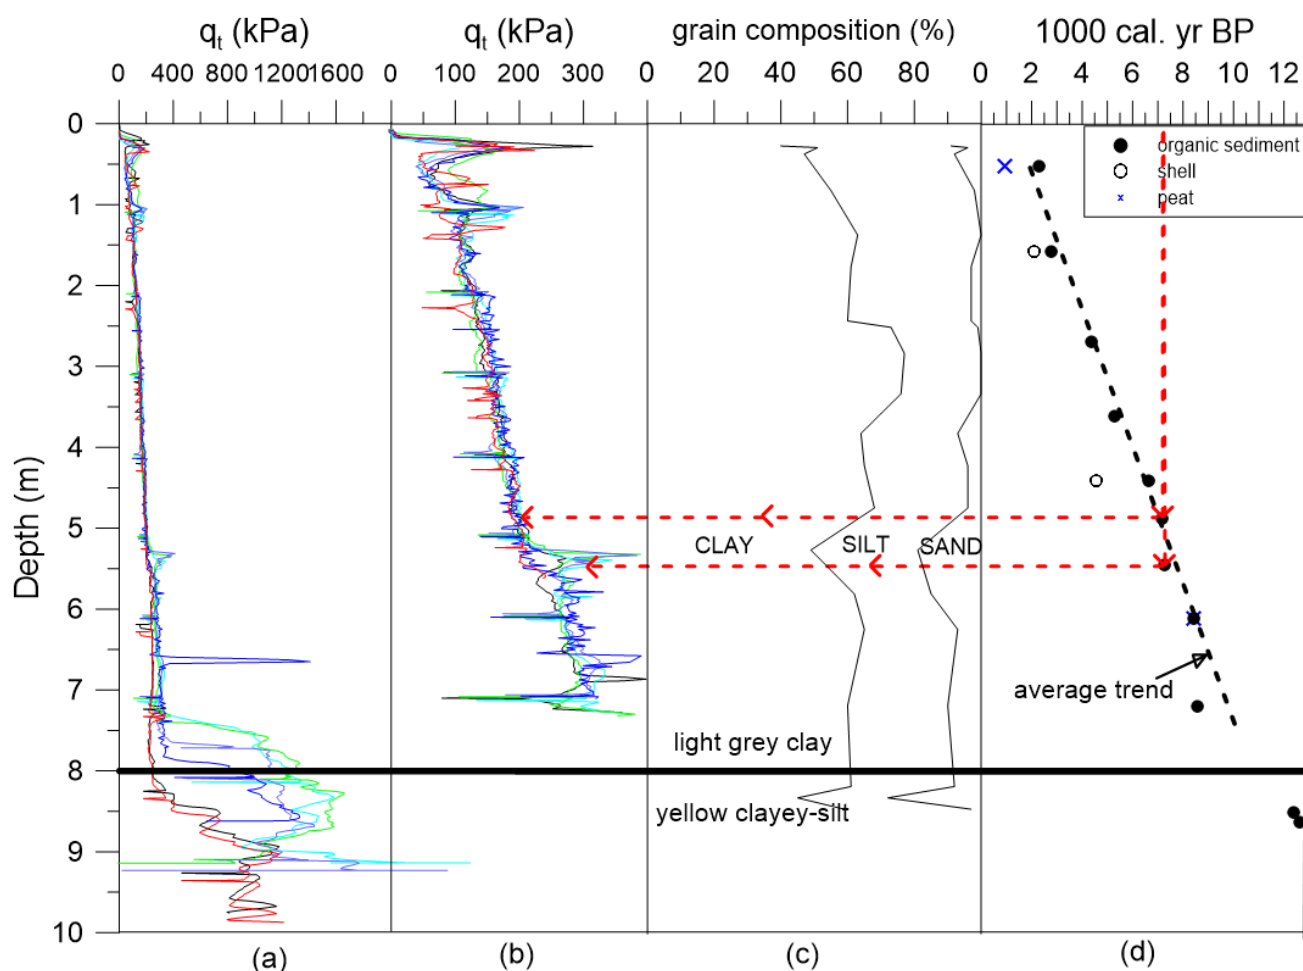 qt (kPa) qt (kPa) grain composition (%) 1000 cal. yr BP
0 400 800 1200 1600 0 100 200 300 0 20 40 60 80 0 2 4 6 8 10 12
0
organic sediment
shell
peat
1
2
3
4
Depth (m)
5
CLAY SILT SAND
6
average trend
7
light grey clay
8
yellow clayey-silt
9
10
(a) (b) (c) (d)